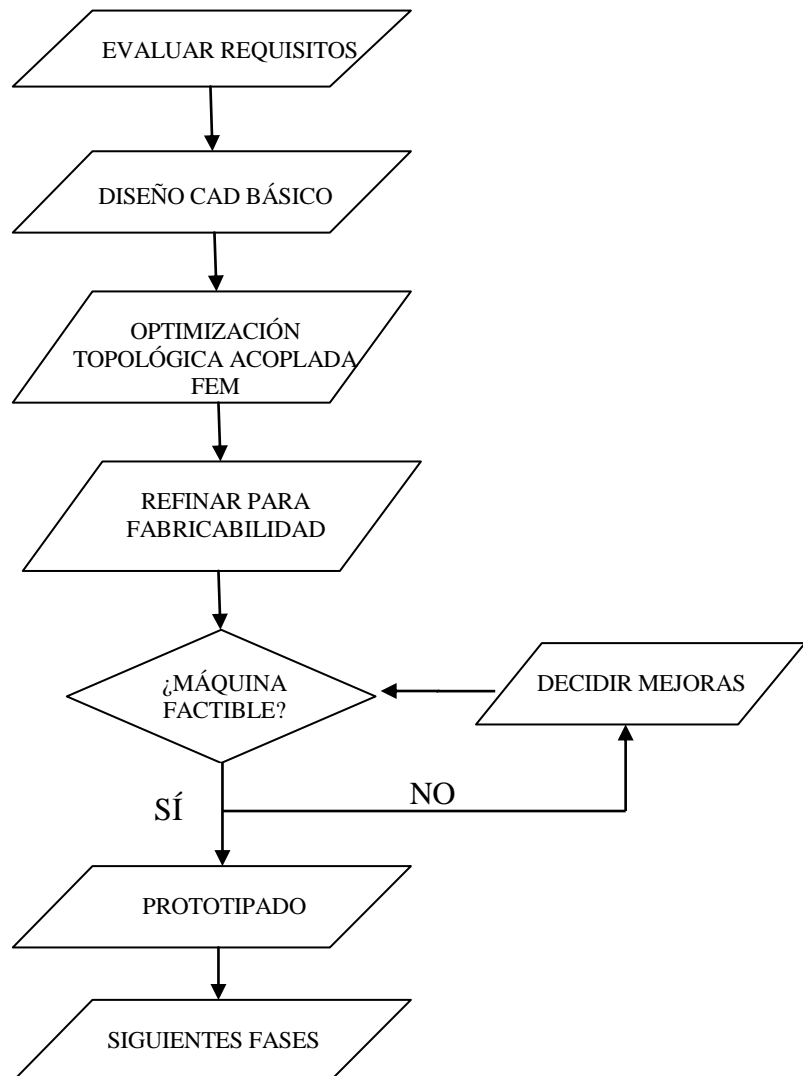 EVALUAR REQUISITOS
DISEÑO CAD BÁSICO
OPTIMIZACIÓN
TOPOLÓGICA ACOPLADA
FEM
REFINAR PARA
FABRICABILIDAD
¿MÁQUINA
FACTIBLE?
DECIDIR MEJORAS
SÍ
NO
PROTOTIPADO
SIGUIENTES FASES